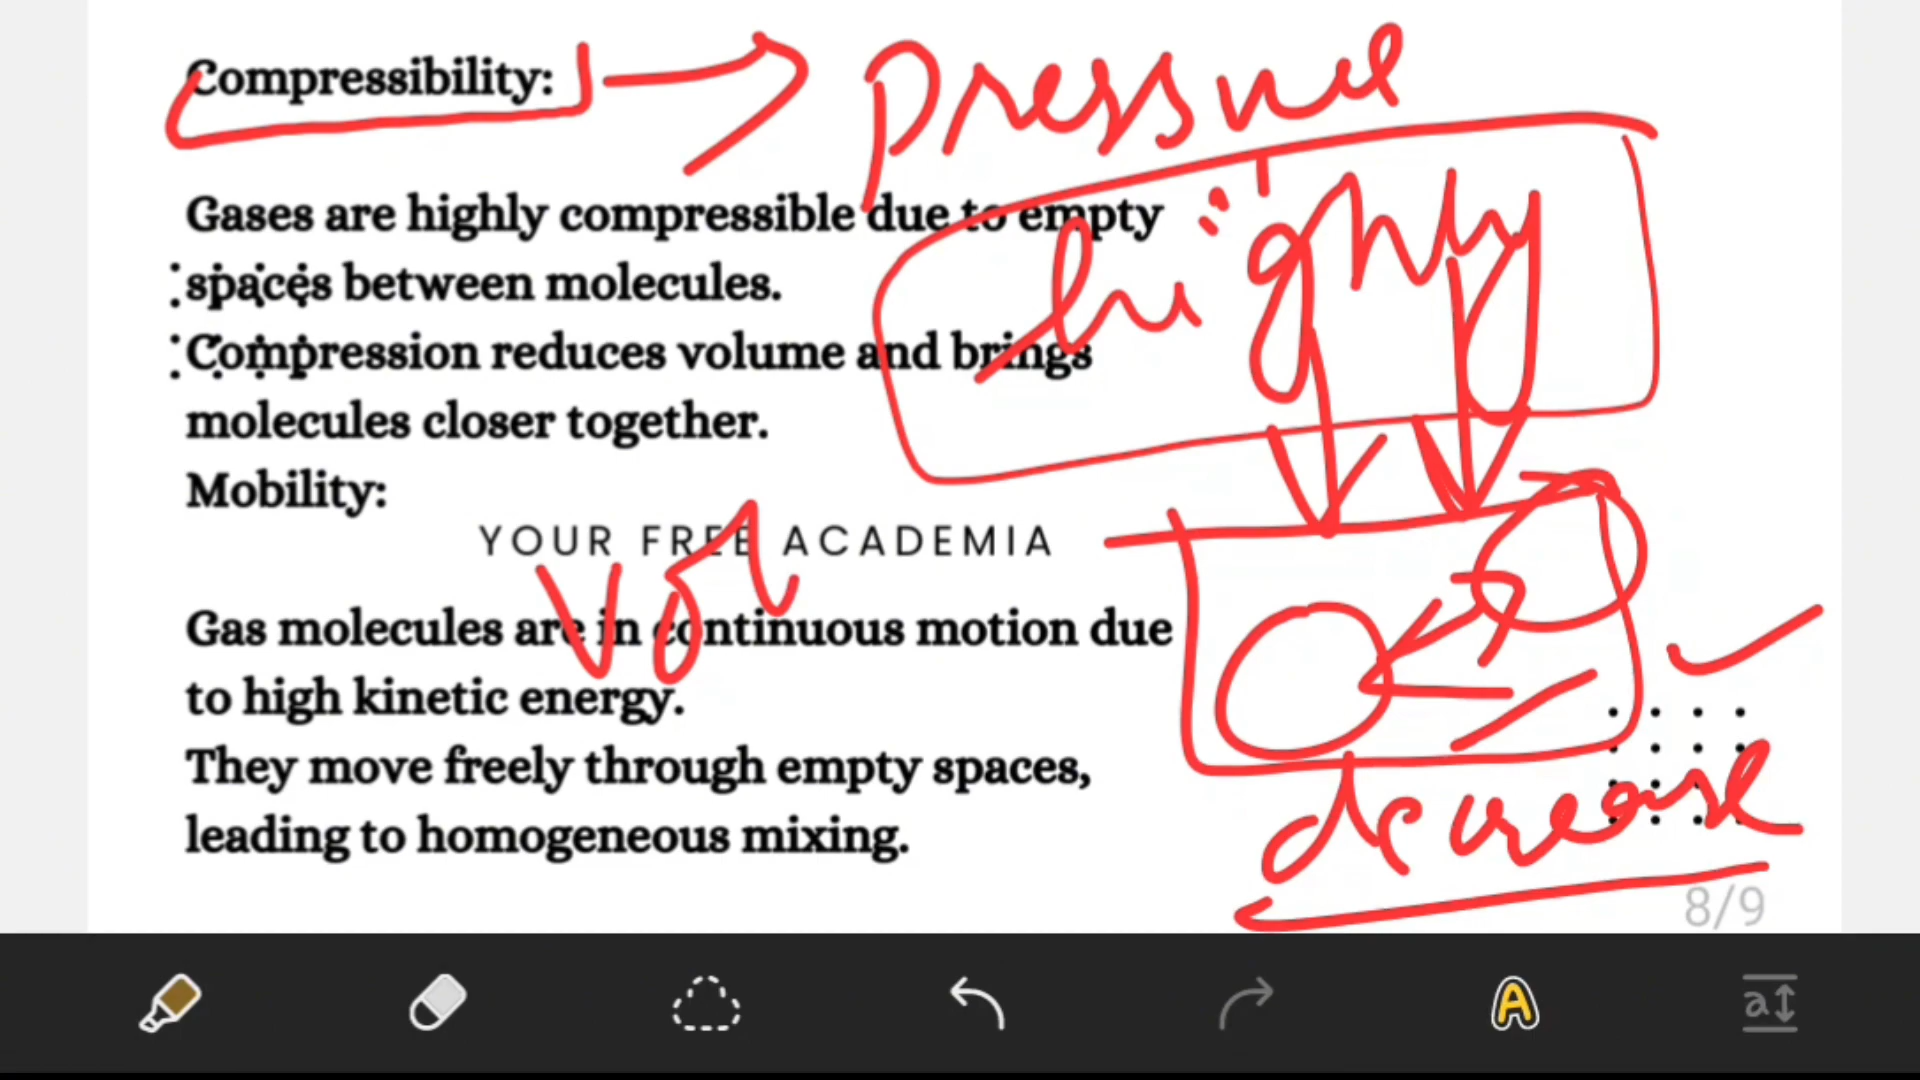 Compressibility:
pressure
Gases are highly compressible due to empty
highly
spaces between molecules.
Compression reduces volume and brings
molecules closer together.
Mobility:
YOUR FREE ACADEMIA
Vol
Gas molecules are in continuous motion due
to high kinetic energy.
They move freely through empty spaces,
decrease
leading to homogeneous mixing.
8/9
A
a